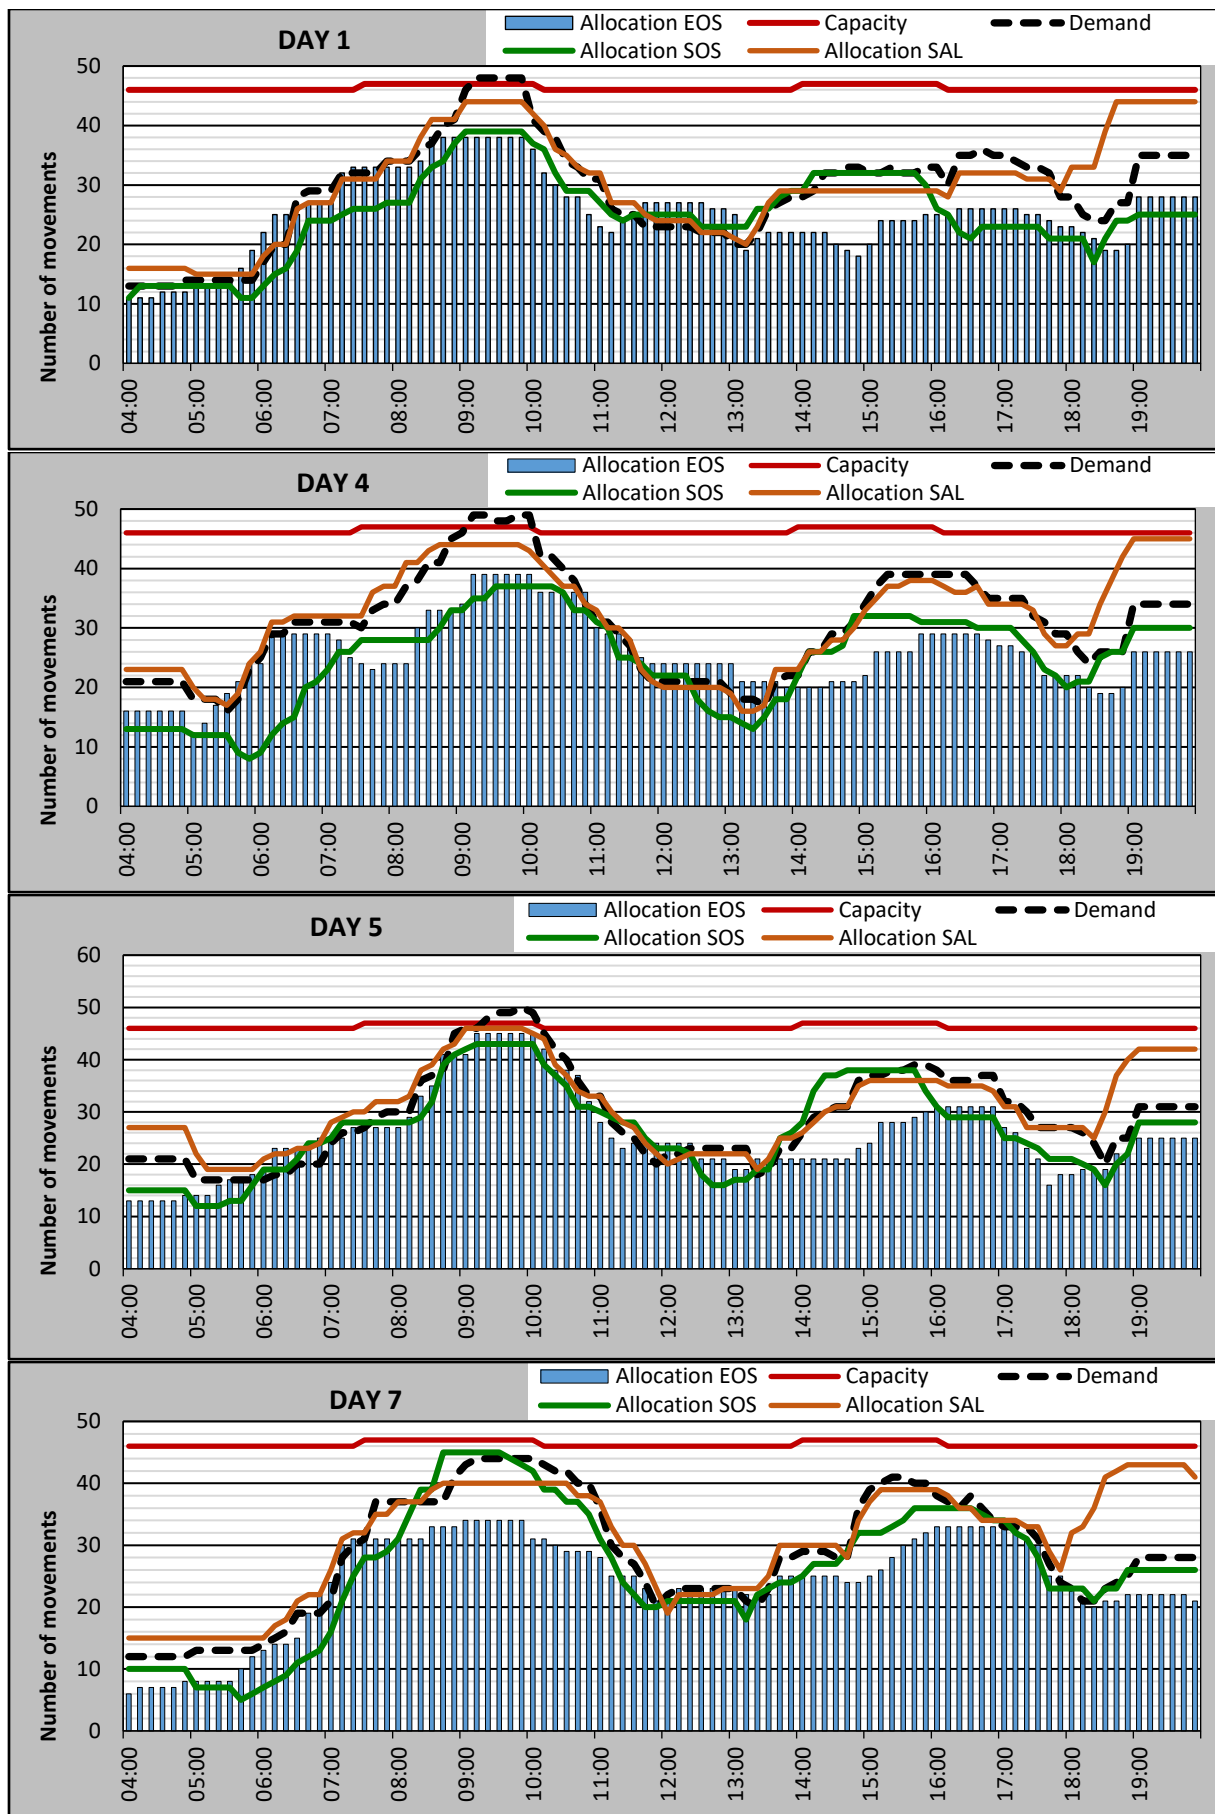 DAY 1
Allocation EOS Capacity Demand
Allocation SOS Allocation SAL
Number of movements
50
40
30
20
10
0
04:00 05:00 06:00 07:00 08:00 09:00 10:00 11:00 12:00 13:00 14:00 15:00 16:00 17:00 18:00 19:00
DAY 4
Allocation EOS Capacity Demand
Allocation SOS Allocation SAL
Number of movements
50
40
30
20
10
0
04:00 05:00 06:00 07:00 08:00 09:00 10:00 11:00 12:00 13:00 14:00 15:00 16:00 17:00 18:00 19:00
DAY 5
Allocation EOS Capacity Demand
Allocation SOS Allocation SAL
Number of movements
60
50
40
30
20
10
0
04:00 05:00 06:00 07:00 08:00 09:00 10:00 11:00 12:00 13:00 14:00 15:00 16:00 17:00 18:00 19:00
DAY 7
Allocation EOS Capacity Demand
Allocation SOS Allocation SAL
Number of movements
50
40
30
20
10
0
04:00 05:00 06:00 07:00 08:00 09:00 10:00 11:00 12:00 13:00 14:00 15:00 16:00 17:00 18:00 19:00